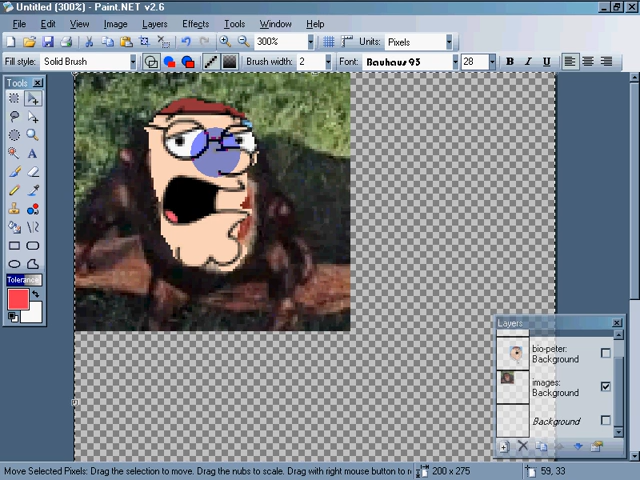 Untitled [300%] - Paint.NET v2.6
File Edit View Image Layers Effects Tools Window Help
300% Units: Pixels
Fill style: Solid Brush Brush width: 2 Font: Bauhaus 93 28 B I U
Tools
Tolerance
Layers
bio-peter:
Background
images:
Background
Background
Move Selected Pixels: Drag the selection to move. Drag the nubs to scale. Drag with right mouse button to r 200 x 275 59, 33